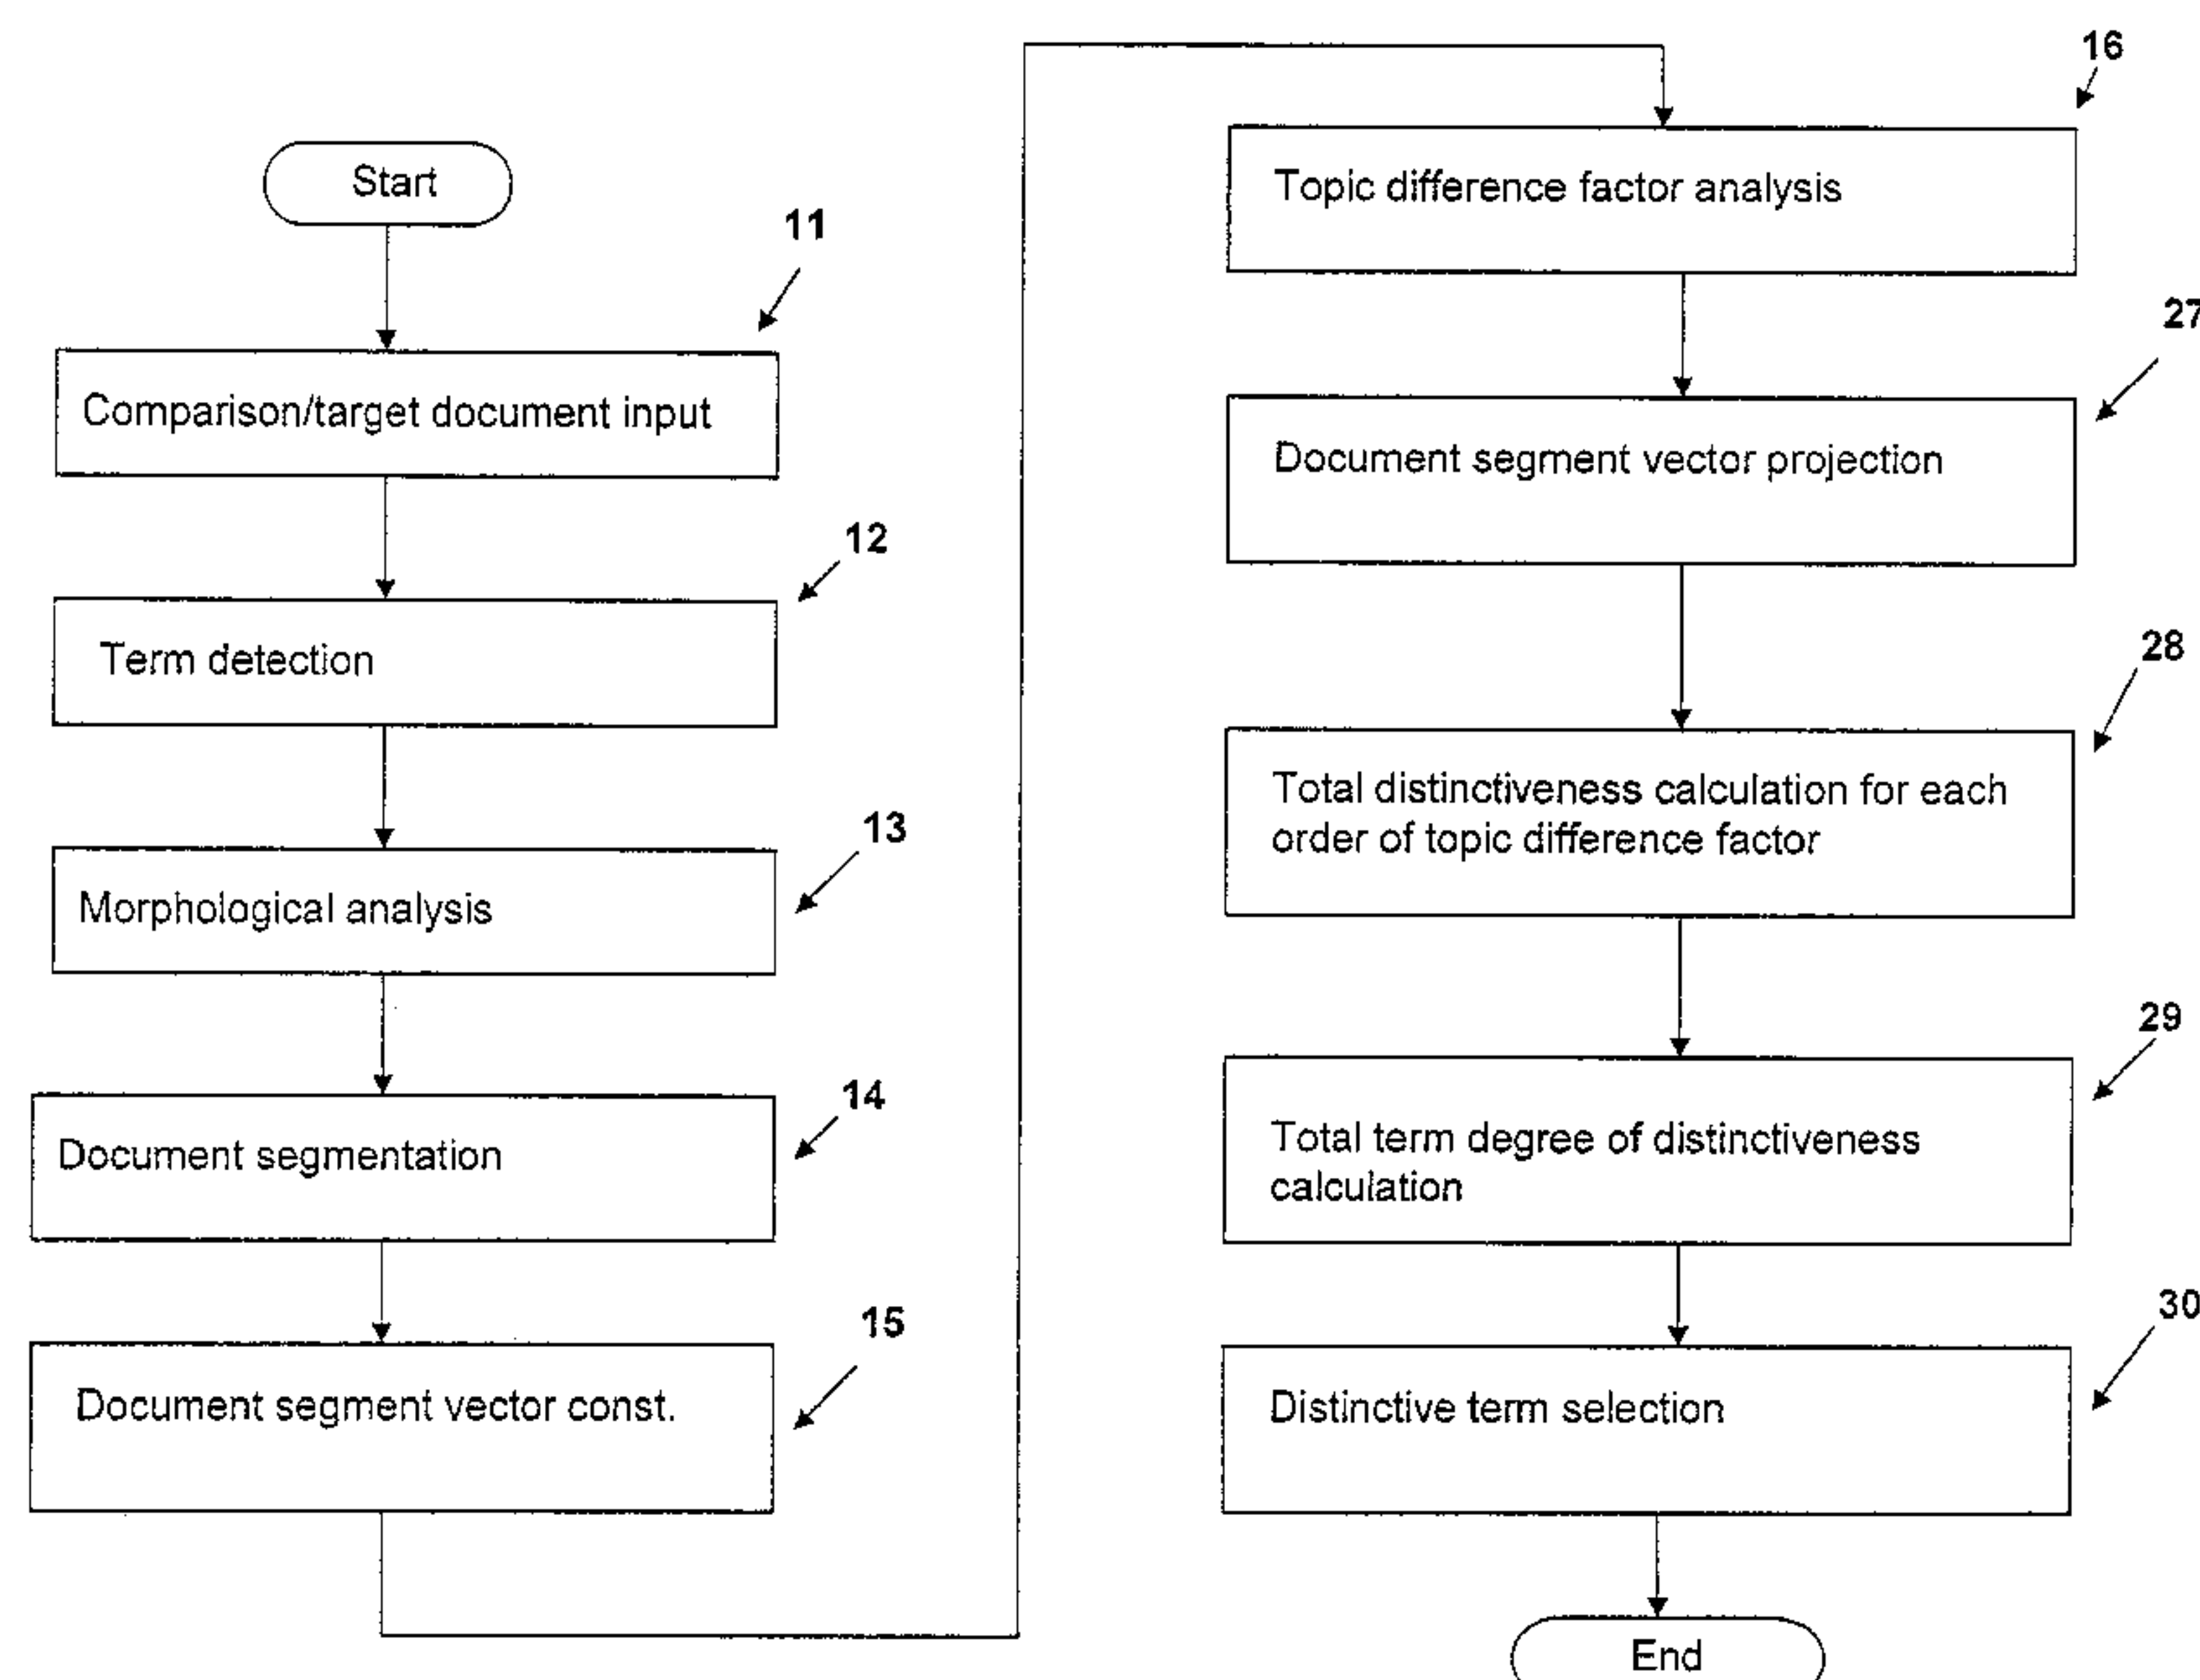 Start
11
Comparison/target document input
12
Term detection
13
Morphological analysis
14
Document segmentation
15
Document segment vector const.
16
Topic difference factor analysis
27
Document segment vector projection
28
Total distinctiveness calculation for each
order of topic difference factor
29
Total term degree of distinctiveness
calculation
30
Distinctive term selection
End